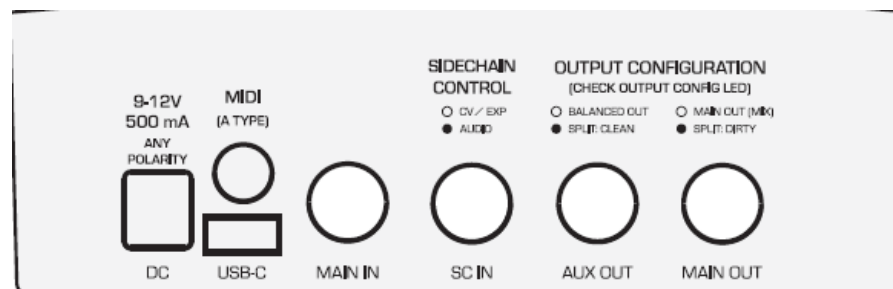 9-12V
500 mA
ANY
POLARITY
DC
MIDI
(A TYPE)
USB-C
MAIN IN
SIDECHAIN
CONTROL
CV/EXP
AUDIO
SC IN
OUTPUT CONFIGURATION
(CHECK OUTPUT CONFIG LED)
BALANCED OUT
SPLIT: CLEAN
AUX OUT
MAIN OUT (MIX)
SPLIT: DIRTY
MAIN OUT